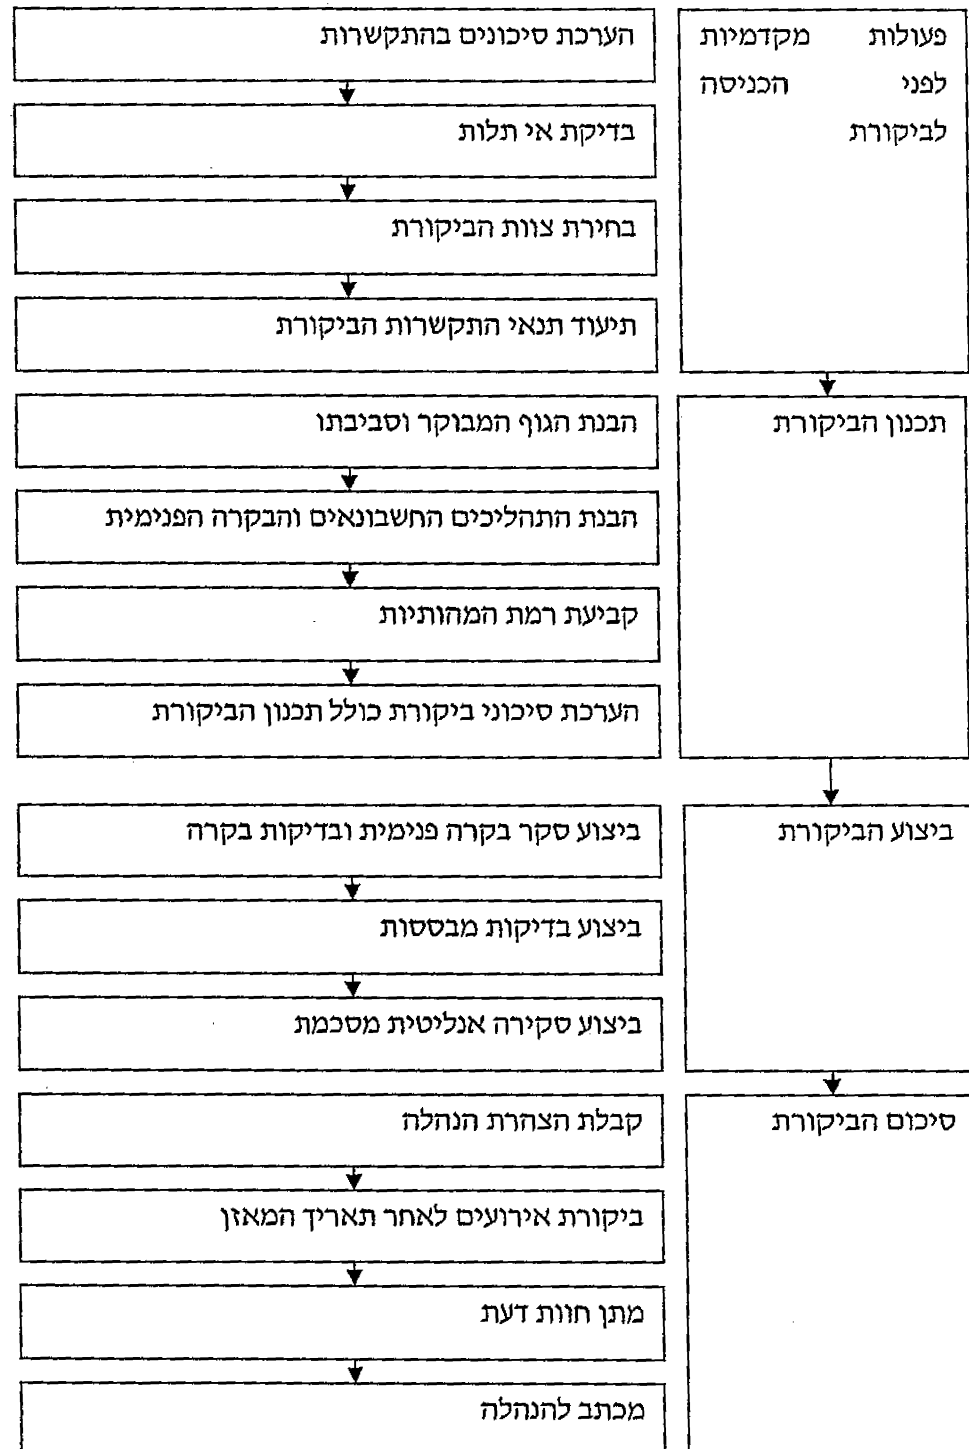 פעולות מקדמיות
לפני הכניסה
לביקורת
הערכת סיכונים בהתקשרות
בדיקת אי תלות
בחירת צוות הביקורת
תיעוד תנאי התקשרות הביקורת
תכנון הביקורת
הבנת הגוף המבוקר וסביבתו
הבנת התהליכים החשבונאים והבקרה הפנימית
קביעת רמת המהותיות
הערכת סיכוני ביקורת כולל תכנון הביקורת
ביצוע הביקורת
ביצוע סקר בקרה פנימית ובדיקות בקרה
ביצוע בדיקות מבססות
ביצוע סקירה אנליטית מסכמת
סיכום הביקורת
קבלת הצהרת הנהלה
ביקורת אירועים לאחר תאריך המאזן
מתן חוות דעת
מכתב להנהלה